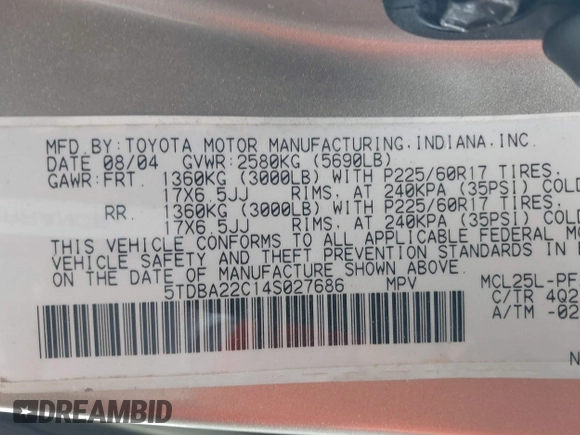 MFD.BY:TOYOTA MOTOR MANUFACTURING.INDIANA.INC.
DATE 08/04 GVWR:2580KG (5690LB)
GAWR:FRT. 1360KG (3000LB) WITH P225/60R17 TIRES.
17X6.5JJ RIMS. AT 240KPA (35PSI) COLD
RR. 1360KG (3000LB) WITH P225/60R17 TIRES.
17X6.5JJ RIMS. AT 240KPA (35PSI) COLD
THIS VEHICLE CONFORMS TO ALL APPLICABLE FEDERAL MO
VEHICLE SAFETY AND THEFT PREVENTION STANDARDS IN E
DATE OF MANUFACTURE SHOWN ABOVE.
5TDBA22C14S027686 MPV MCL25L-PF
C/TR 4Q2
A/TM -02
N
DREAMBID